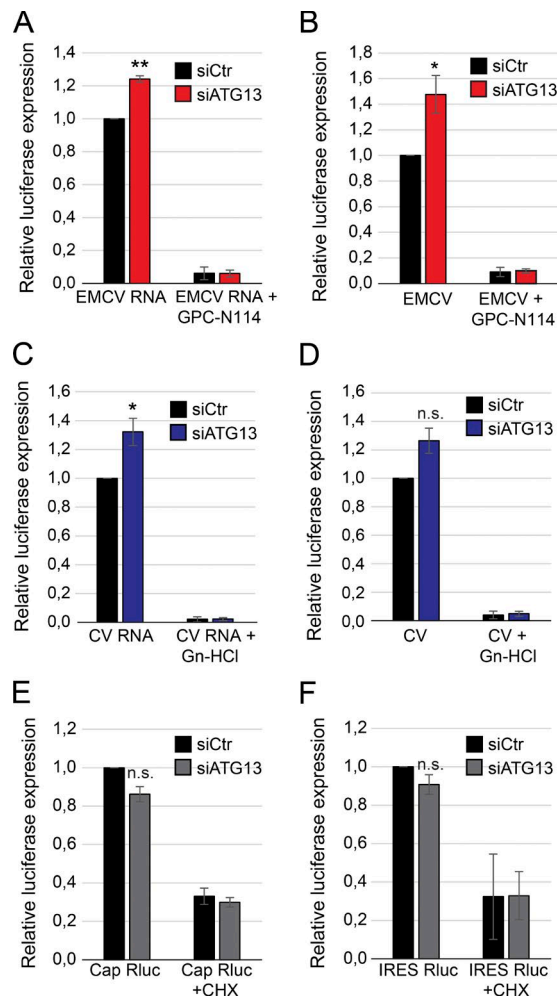 A
Relative luciferase expression
1,4
1,2
1,0
0,8
0,6
0,4
0,2
0,0
**
siCtr
siATG13
EMCV RNA
EMCV RNA +
GPC-N114
B
Relative luciferase expression
1,8
1,6
1,4
1,2
1,0
0,8
0,6
0,4
0,2
0,0
*
siCtr
siATG13
EMCV
EMCV +
GPC-N114
C
Relative luciferase expression
1,6
1,4
1,2
1,0
0,8
0,6
0,4
0,2
0,0
*
siCtr
siATG13
CV RNA
CV RNA +
Gn-HCl
D
Relative luciferase expression
1,6
1,4
1,2
1,0
0,8
0,6
0,4
0,2
0,0
n.s.
siCtr
siATG13
CV
CV +
Gn-HCl
E
Relative luciferase expression
1,2
1,0
0,8
0,6
0,4
0,2
0,0
n.s.
siCtr
siATG13
Cap Rluc
Cap Rluc
+CHX
F
Relative luciferase expression
1,2
1,0
0,8
0,6
0,4
0,2
0,0
n.s.
siCtr
siATG13
IRES Rluc
IRES Rluc
+CHX